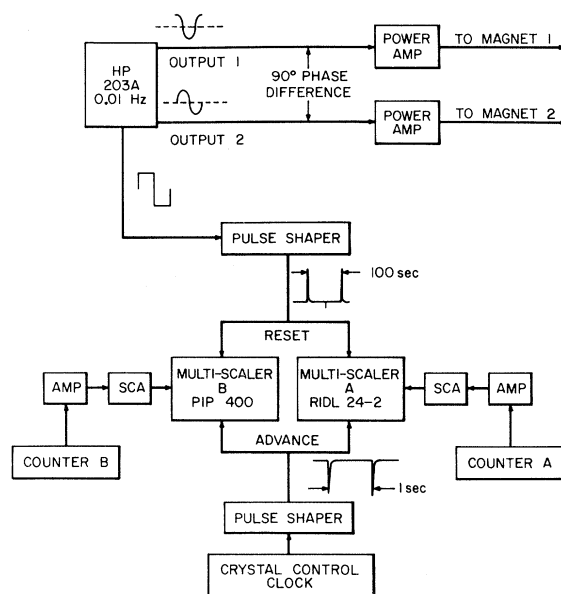 HP
203A
0.01 Hz
OUTPUT 1
90° PHASE
DIFFERENCE
OUTPUT 2
POWER
AMP
TO MAGNET 1
POWER
AMP
TO MAGNET 2
PULSE SHAPER
100 sec
RESET
MULTI-SCALER
B
PIP 400
MULTI-SCALER
A
RIDL 24-2
AMP
SCA
SCA
AMP
ADVANCE
COUNTER B
COUNTER A
1 sec
PULSE SHAPER
CRYSTAL CONTROL
CLOCK